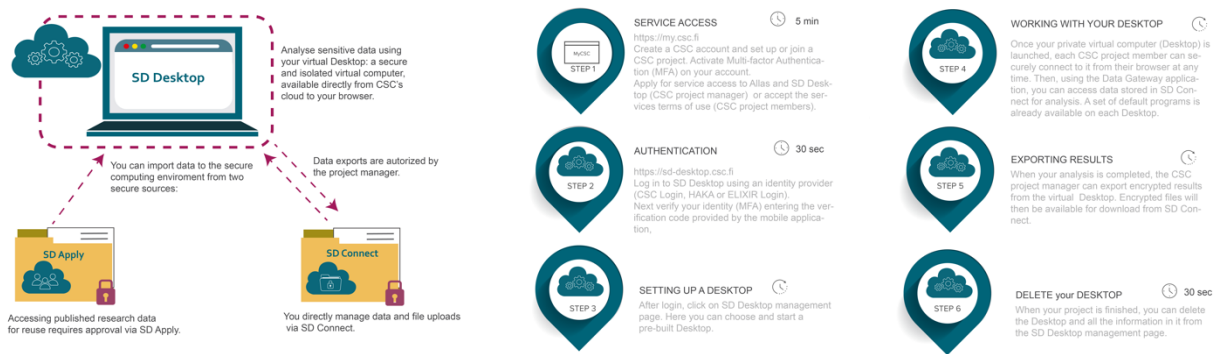 SD Desktop
Analyse sensitive data using
your virtual Desktop: a secure
and isolated virtual computer,
available directly from CSC's
cloud to your browser.
You can import data to the secure
computing enviroment from two
secure sources:
Data exports are autorized by
the project manager.
SD Apply
SD Connect
Accessing published research data
for reuse requires approval via SD Apply.
You directly manage data and file uploads
via SD Connect.
MyCSC
STEP 1
SERVICE ACCESS
5 min
https://my.csc.fi
Create a CSC account and set up or join a
CSC project. Activate Multi-factor Authentica-
tion (MFA) on your account.
Apply for service access to Allas and SD Desk-
top (CSC project manager) or accept the ser-
vices terms of use (CSC project members).
STEP 2
AUTHENTICATION
30 sec
https://sd-desktop.csc.fi
Log in to SD Desktop using an identity provider
(CSC Login, HAKA or ELIXIR Login).
Next verify your identity (MFA) entering the ver-
ification code provided by the mobile applica-
tion,
STEP 3
SETTING UP A DESKTOP
After login, click on SD Desktop management
page. Here you can choose and start a
pre-built Desktop.
STEP 4
WORKING WITH YOUR DESKTOP
Once your private virtual computer (Desktop) is
launched, each CSC project member can se-
curely connect to it from their browser at any
time. Then, using the Data Gateway applica-
tion, you can access data stored in SD Con-
nect for analysis. A set of default programs is
already available on each Desktop.
STEP 5
EXPORTING RESULTS
When your analysis is completed, the CSC
project manager can export encrypted results
from the virtual Desktop. Encrypted files will
then be available for download from SD Con-
nect.
STEP 6
DELETE your DESKTOP
30 sec
When your project is finished, you can delete
the Desktop and all the information in it from
the SD Desktop management page.